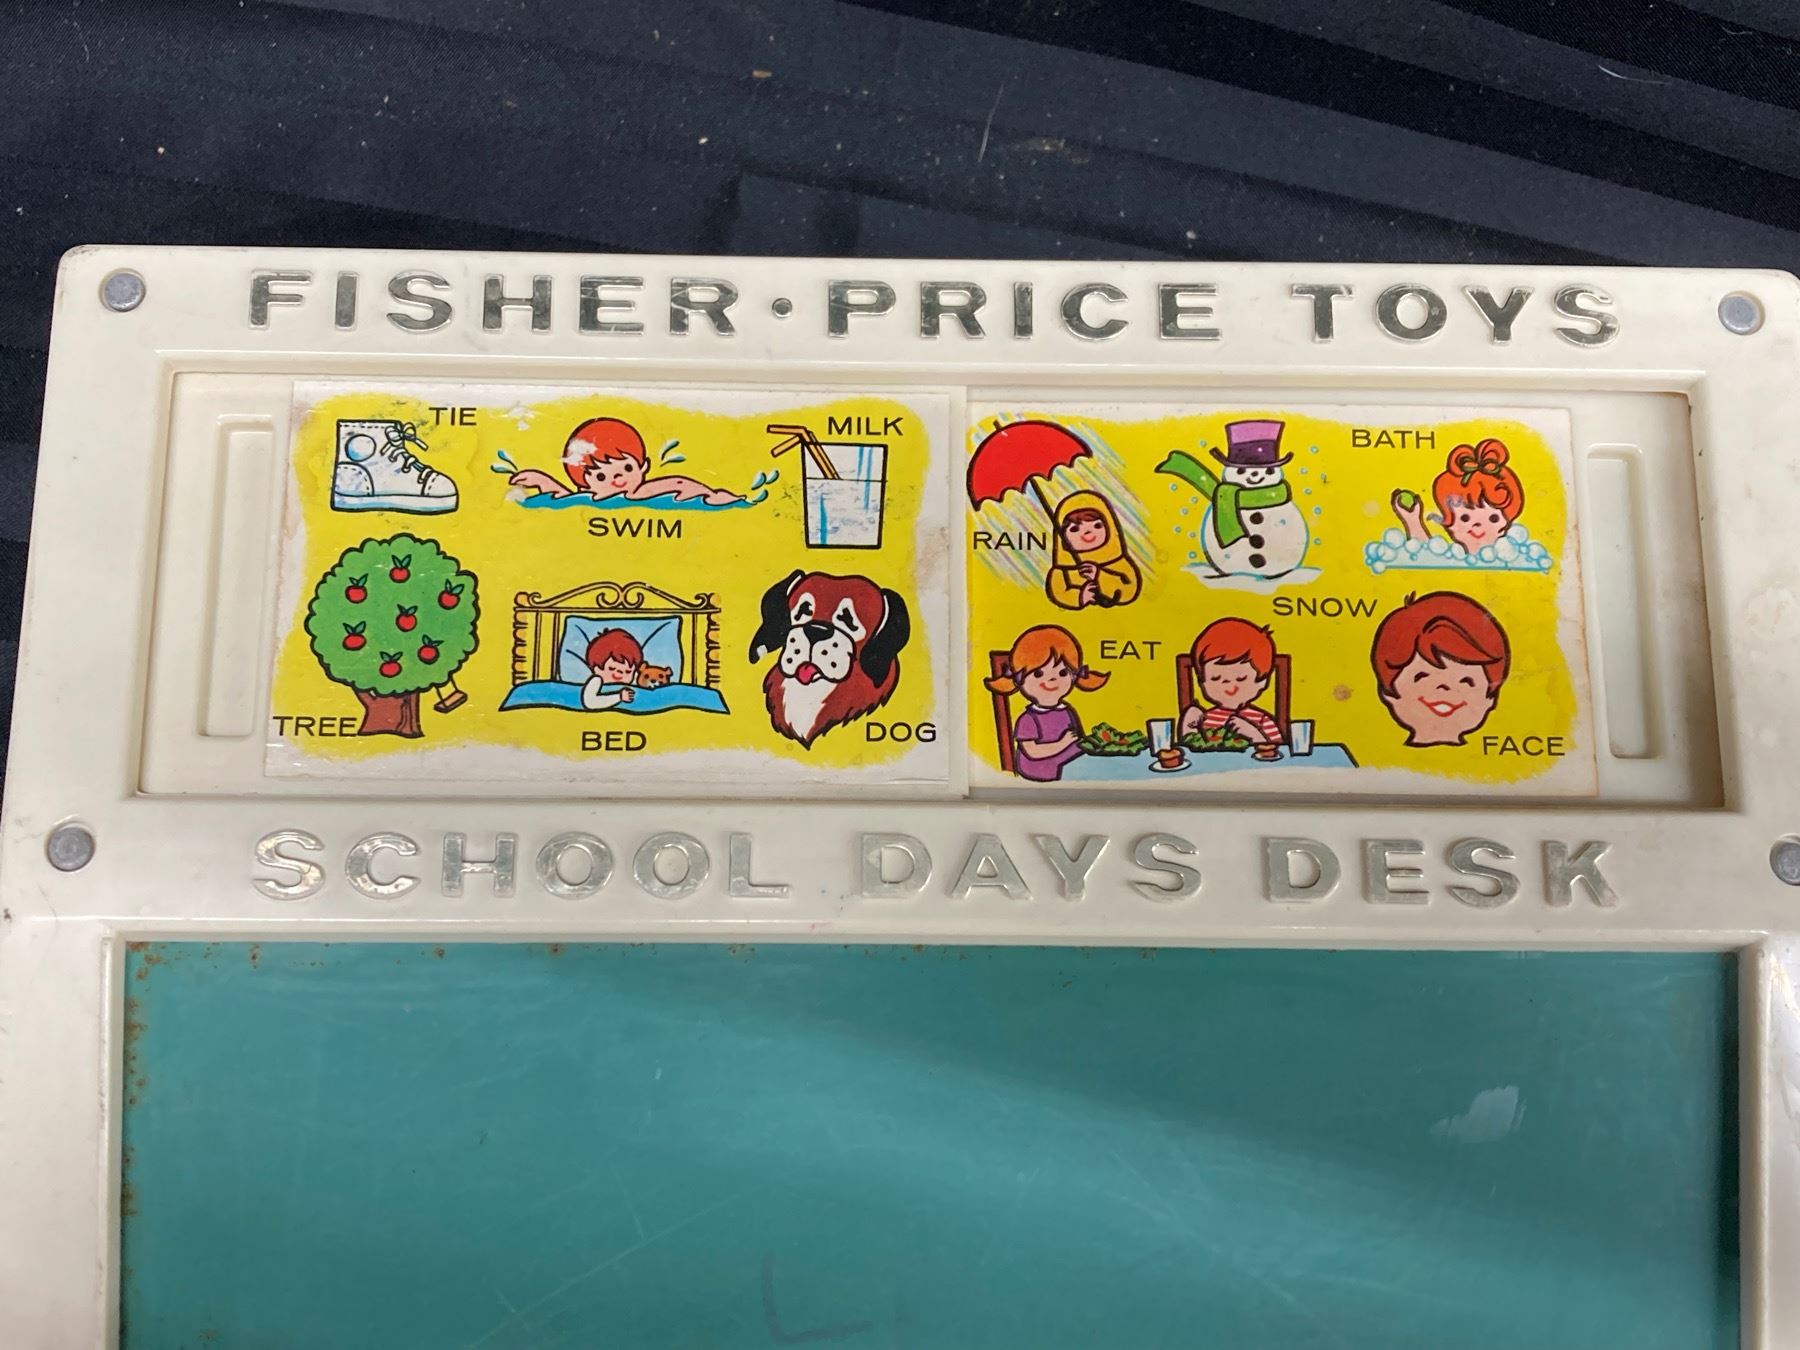 FISHER·PRICE TOYS
TIE
SWIM
MILK
TREE
BED
DOG
RAIN
SNOW
BATH
EAT
FACE
SCHOOL DAYS DESK